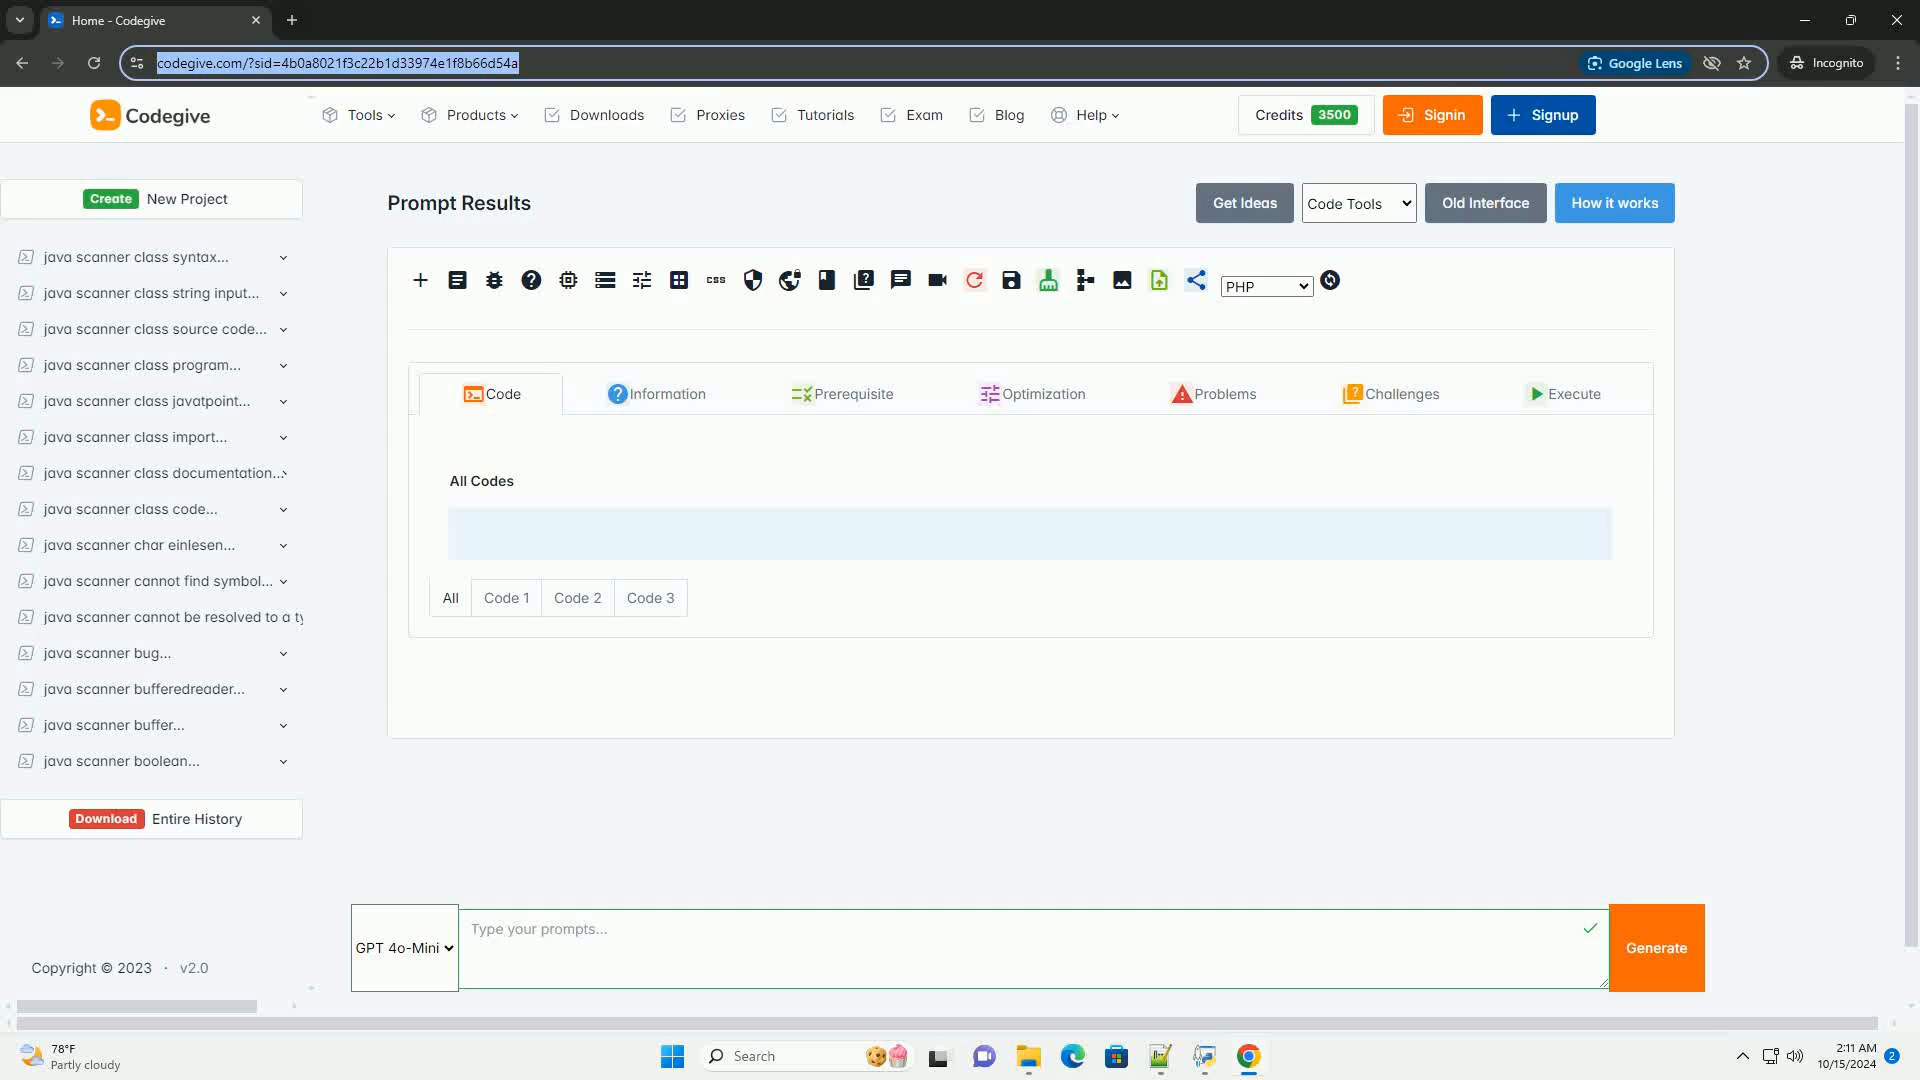 Home - Codegive
codegive.com/?sid=4b0a8021f3c22b1d33974e1f8b66d54a
Google Lens
Incognito
Codegive
Tools
Products
Downloads
Proxies
Tutorials
Exam
Blog
Help
Credits 3500
Signin
Signup
Create New Project
java scanner class syntax...
java scanner class string input...
java scanner class source code...
java scanner class program...
java scanner class javatpoint...
java scanner class import...
java scanner class documentation...
java scanner class code...
java scanner char einlesen...
java scanner cannot find symbol...
java scanner cannot be resolved to a ty
java scanner bug...
java scanner bufferedreader...
java scanner buffer...
java scanner boolean...
Download Entire History
Copyright © 2023 · v2.0
Prompt Results
Get Ideas
Code Tools
Old Interface
How it works
css
PHP
Code
Information
Prerequisite
Optimization
Problems
Challenges
Execute
All Codes
All
Code 1
Code 2
Code 3
GPT 4o-Mini
Type your prompts...
Generate
78°F
Partly cloudy
Search
2:11 AM
10/15/2024
2